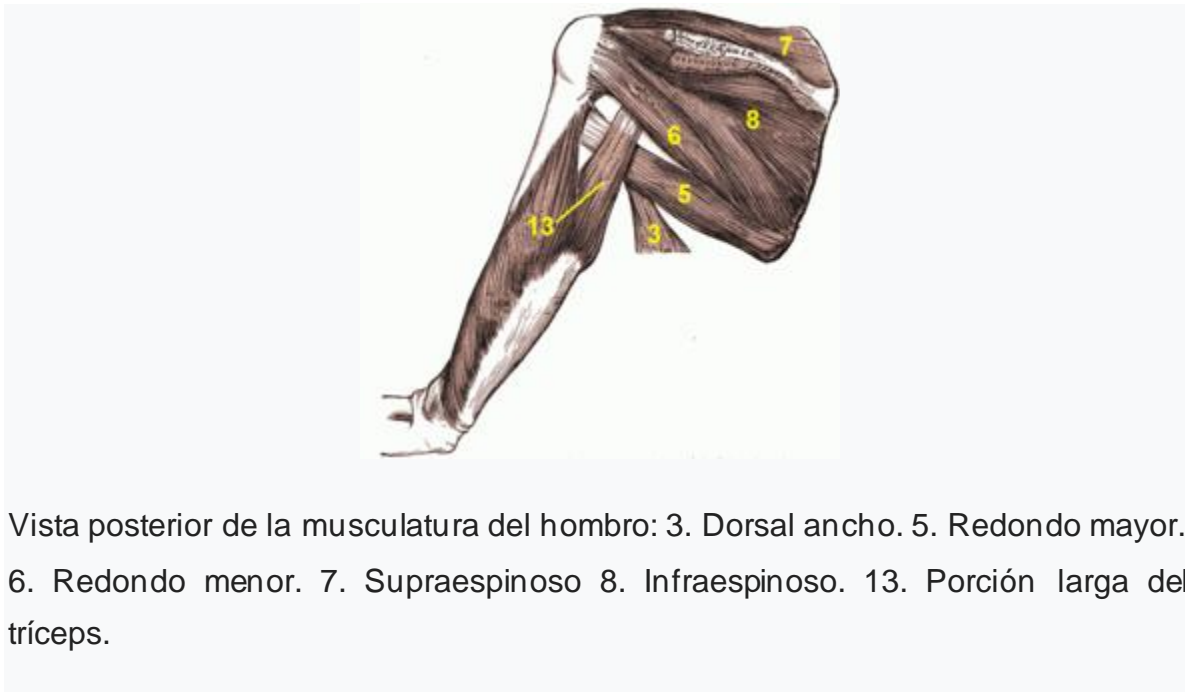 7
8
6
5
13
3
Vista posterior de la musculatura del hombro: 3. Dorsal ancho. 5. Redondo mayor.
6. Redondo menor. 7. Supraespinoso 8. Infraespinoso. 13. Porción larga del
tríceps.